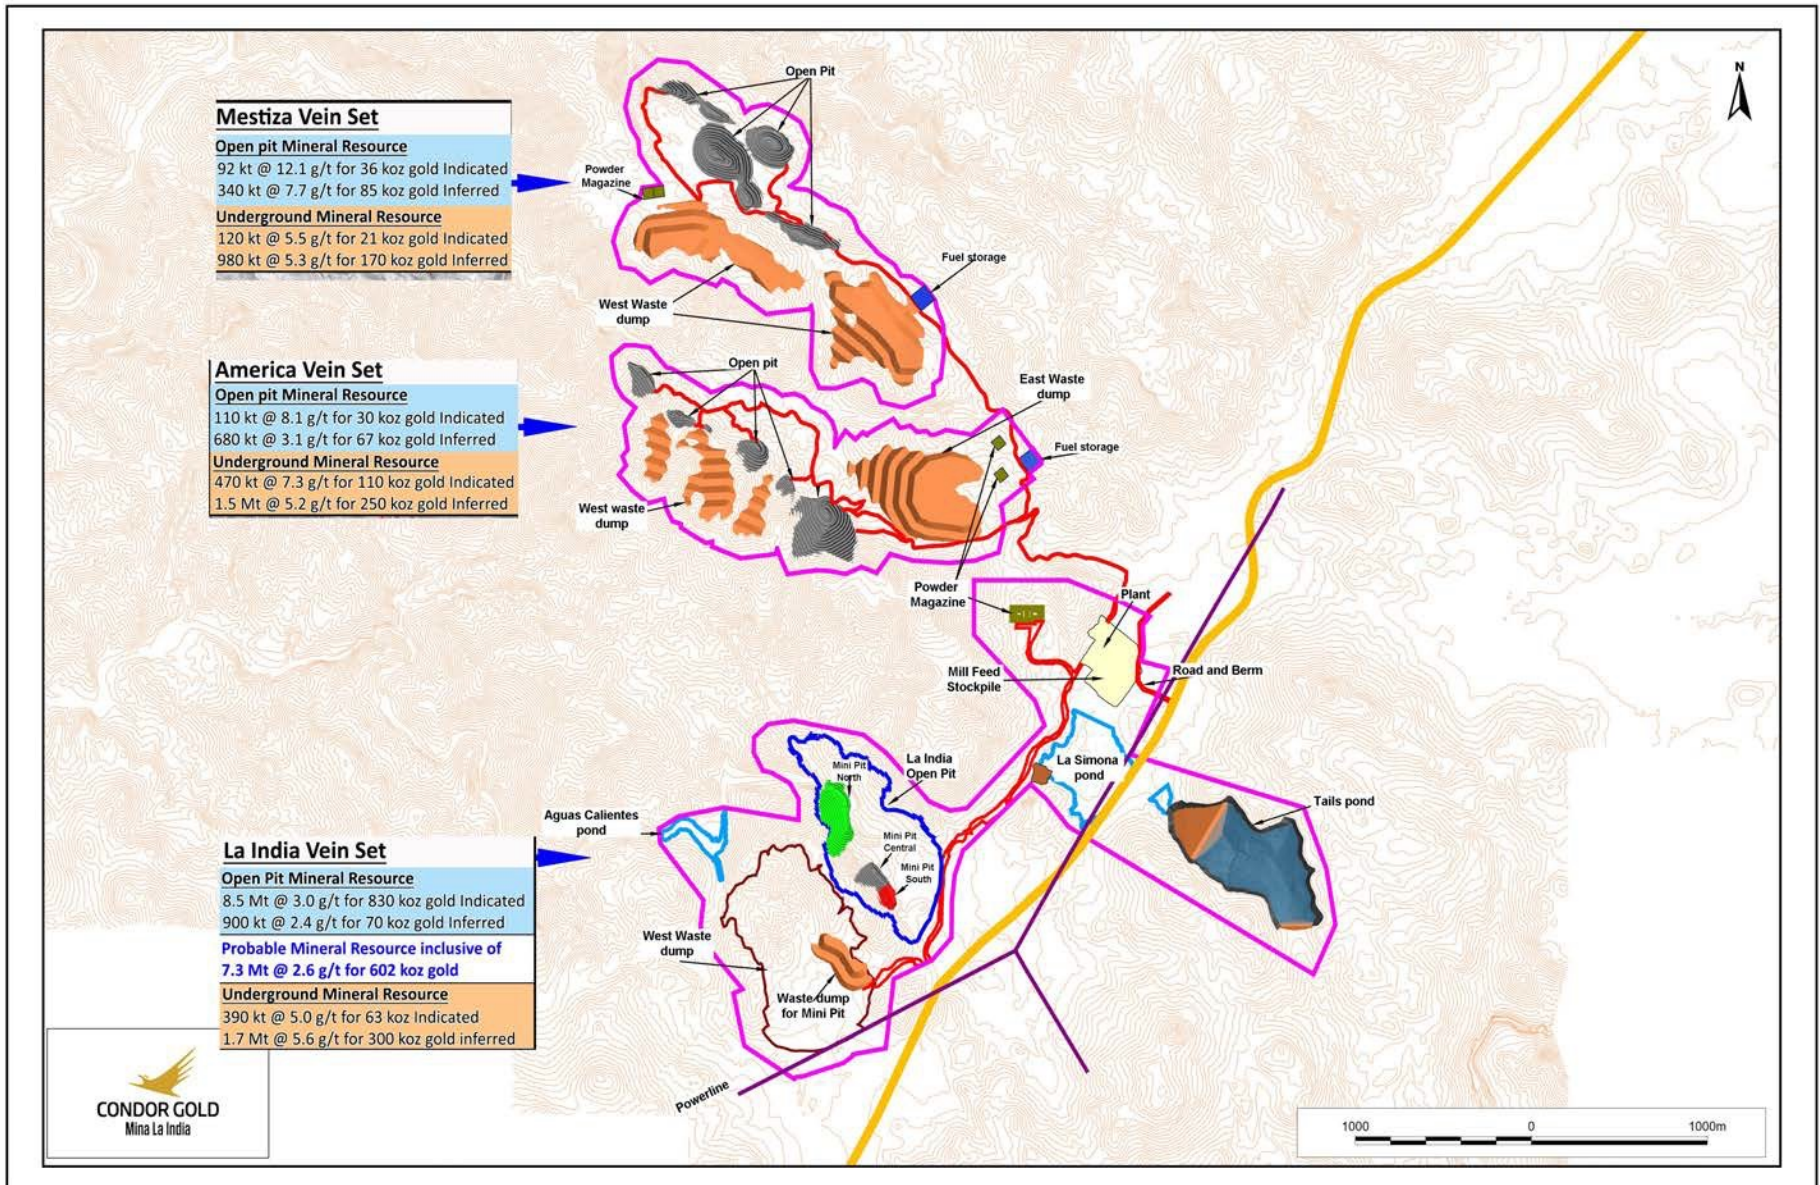 Mestiza Vein Set
Open pit Mineral Resource
92 kt @ 12.1 g/t for 36 koz gold Indicated
340 kt @ 7.7 g/t for 85 koz gold Inferred
Underground Mineral Resource
120 kt @ 5.5 g/t for 21 koz gold Indicated
980 kt @ 5.3 g/t for 170 koz gold Inferred
America Vein Set
Open pit Mineral Resource
110 kt @ 8.1 g/t for 30 koz gold Indicated
680 kt @ 3.1 g/t for 67 koz gold Inferred
Underground Mineral Resource
470 kt @ 7.3 g/t for 110 koz gold Indicated
1.5 Mt @ 5.2 g/t for 250 koz gold Inferred
La India Vein Set
Open Pit Mineral Resource
8.5 Mt @ 3.0 g/t for 830 koz gold Indicated
900 kt @ 2.4 g/t for 70 koz gold Inferred
Probable Mineral Resource inclusive of
7.3 Mt @ 2.6 g/t for 602 koz gold
Underground Mineral Resource
390 kt @ 5.0 g/t for 63 koz Indicated
1.7 Mt @ 5.6 g/t for 300 koz gold inferred
CONDOR GOLD
Mina La India
Open Pit
N
Powder
Magazine
Fuel storage
West Waste
dump
Open pit
East Waste
dump
Fuel storage
West waste
dump
Powder
Magazine
Plant
Mill Feed
Stockpile
Road and Berm
La India
Open Pit
Mini Pit
North
La Simona
pond
Tails pond
Aguas Calientes
pond
Mini Pit
Central
Mini Pit
South
West Waste
dump
Waste dump
for Mini Pit
Powerline
1000
0
1000m